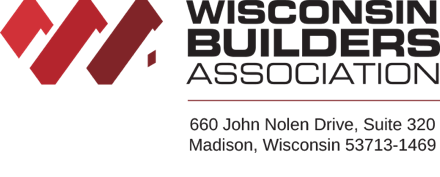 WISCONSIN
BUILDERS
ASSOCIATION
660 John Nolen Drive, Suite 320
Madison, Wisconsin 53713-1469